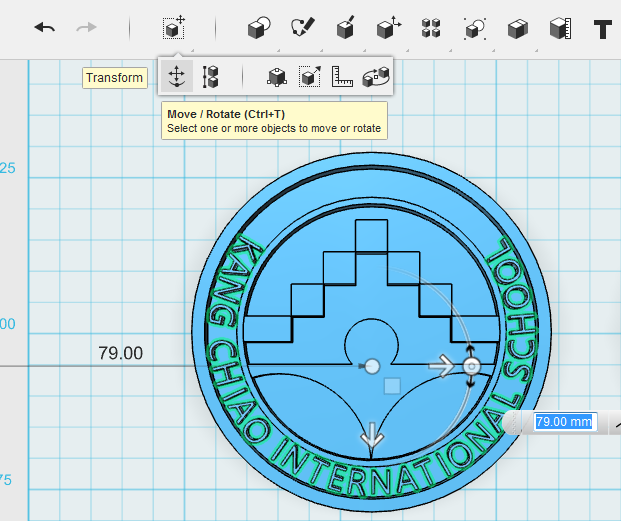 Transform
Move / Rotate (Ctrl+T)
Select one or more objects to move or rotate
25
00
79.00
KANG CHIAO INTERNATIONAL SCHOOL
79.00 mm
75
T